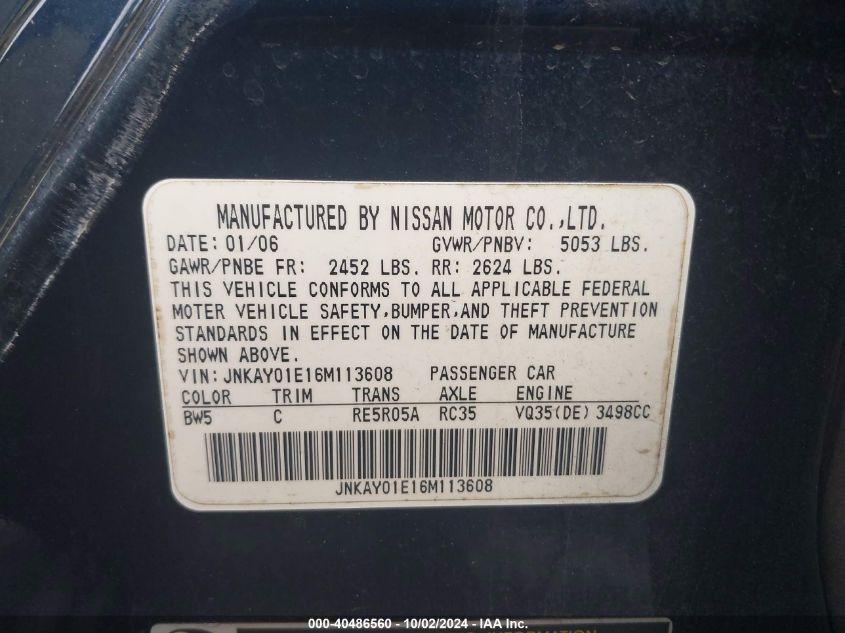 MANUFACTURED BY NISSAN MOTOR CO.,LTD.
DATE: 01/06 GVWR/PNBV: 5053 LBS.
GAWR/PNBE FR: 2452 LBS. RR: 2624 LBS.
THIS VEHICLE CONFORMS TO ALL APPLICABLE FEDERAL
MOTER VEHICLE SAFETY,BUMPER,AND THEFT PREVENTION
STANDARDS IN EFFECT ON THE DATE OF MANUFACTURE
SHOWN ABOVE.
VIN: JNKAY01E16M113608 PASSENGER CAR
COLOR TRIM TRANS AXLE ENGINE
BW5 C RE5R05A RC35 VQ35(DE) 3498CC
JNKAY01E16M113608
000-40486560 - 10/02/2024 - IAA Inc.